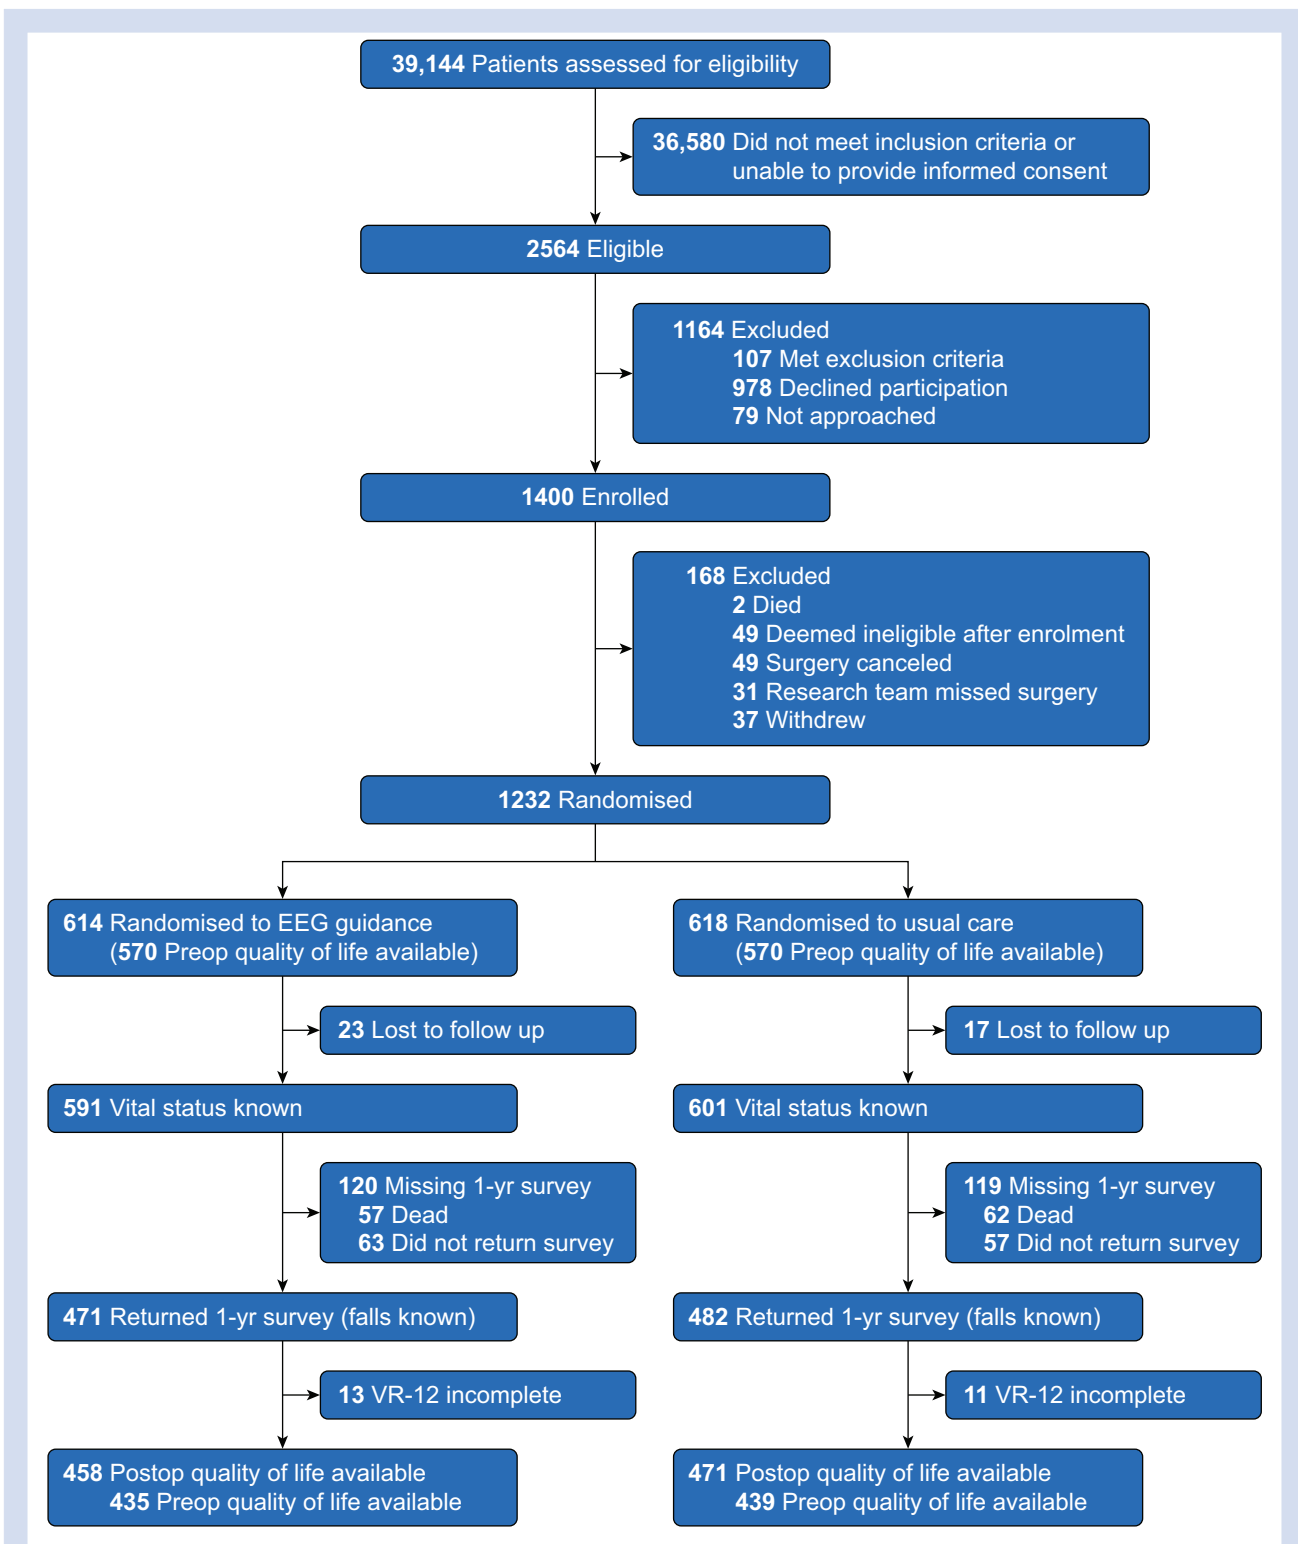 39,144 Patients assessed for eligibility
36,580 Did not meet inclusion criteria or
unable to provide informed consent
2564 Eligible
1164 Excluded
107 Met exclusion criteria
978 Declined participation
79 Not approached
1400 Enrolled
168 Excluded
2 Died
49 Deemed ineligible after enrolment
49 Surgery canceled
31 Research team missed surgery
37 Withdrew
1232 Randomised
614 Randomised to EEG guidance
(570 Preop quality of life available)
618 Randomised to usual care
(570 Preop quality of life available)
23 Lost to follow up
17 Lost to follow up
591 Vital status known
601 Vital status known
120 Missing 1-yr survey
57 Dead
63 Did not return survey
119 Missing 1-yr survey
62 Dead
57 Did not return survey
471 Returned 1-yr survey (falls known)
482 Returned 1-yr survey (falls known)
13 VR-12 incomplete
11 VR-12 incomplete
458 Postop quality of life available
435 Preop quality of life available
471 Postop quality of life available
439 Preop quality of life available